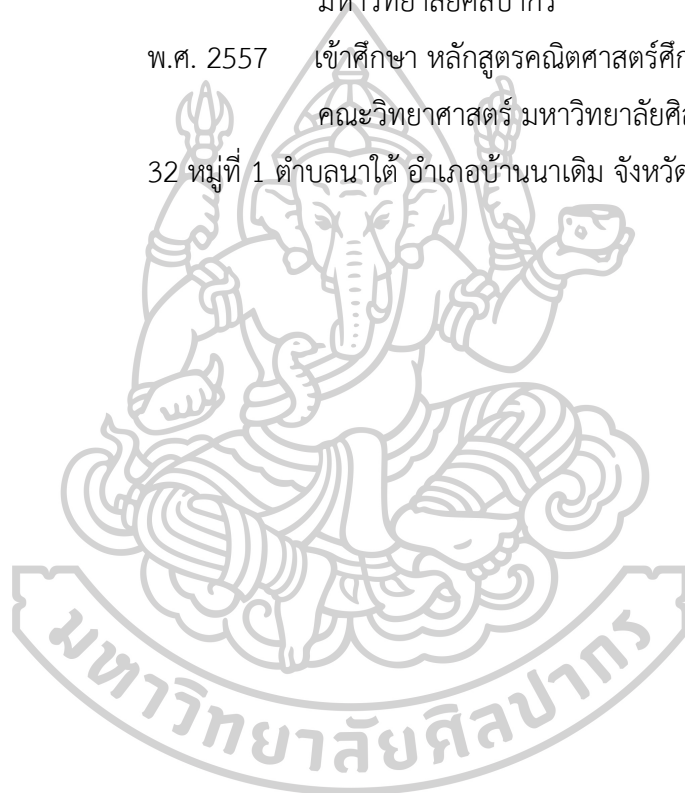 มหาวิทยาลัยศิลปากร
พ.ศ. 2557 เข้าศึกษา หลักสูตรคณิตศาสตร์ศึก
คณะวิทยาศาสตร์ มหาวิทยาลัยศิล
32 หมู่ที่ 1 ตำบลนาใต้ อำเภอบ้านนาเดิม จังหวัด
มหาวิทยาลัยศิลปากร